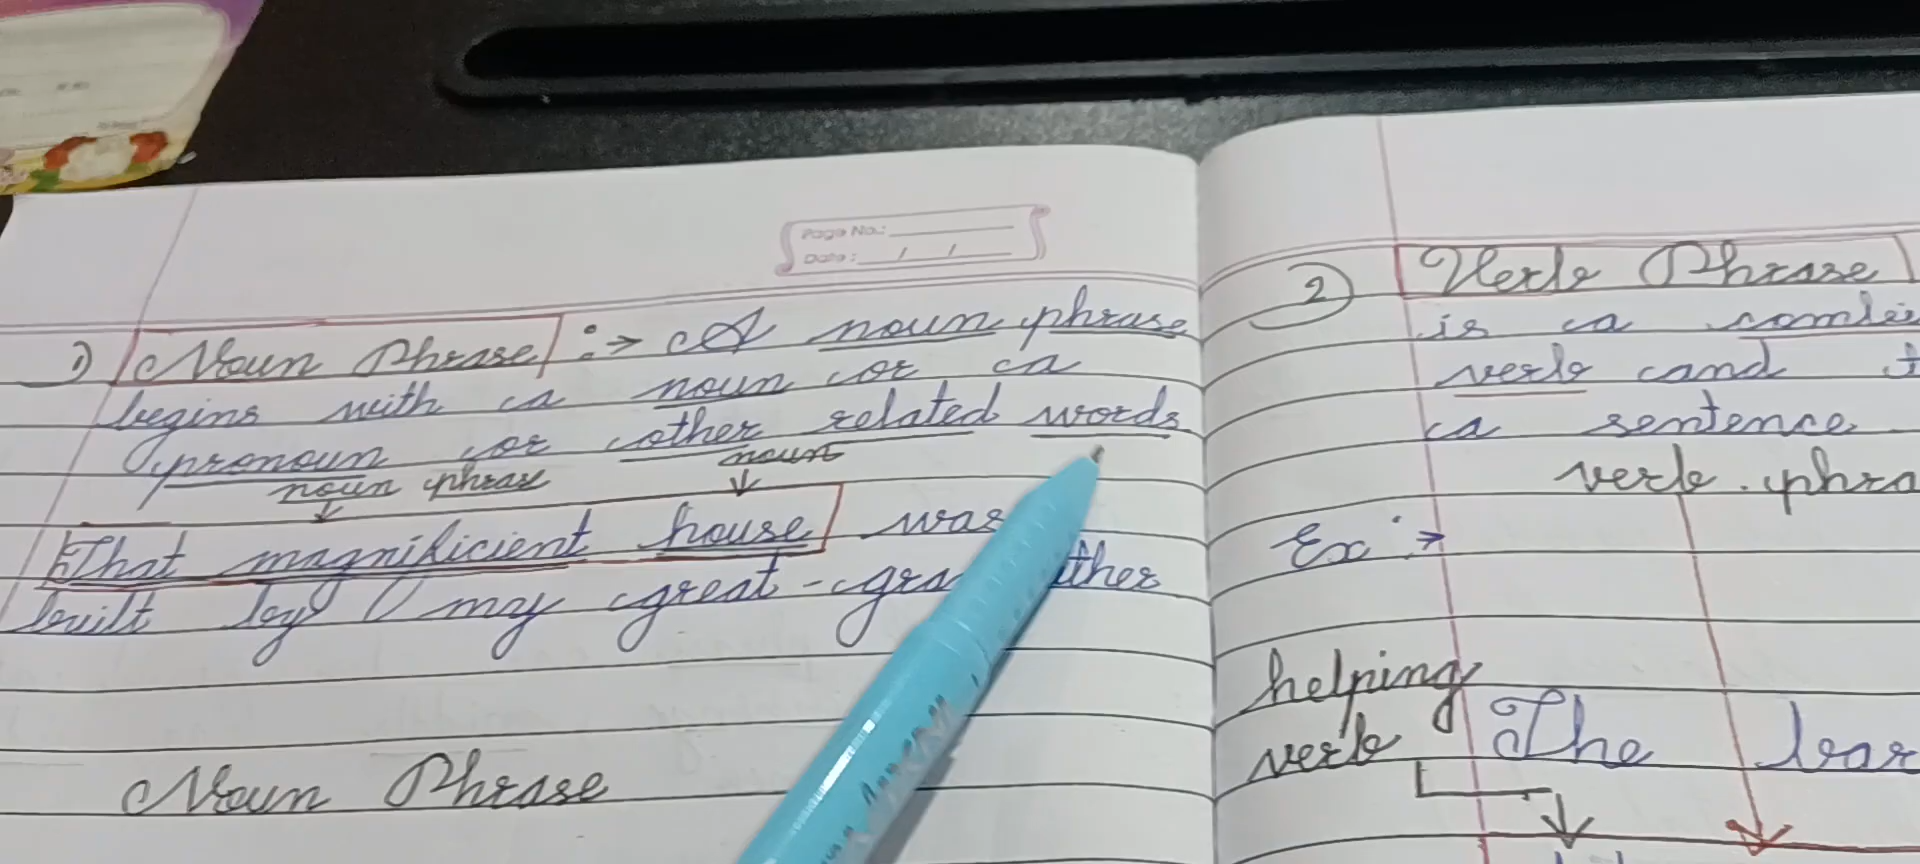 Page No.:
Date: / /
1) Noun Phrase :→ A noun phrase
begins with a noun or a
pronoun or other related words
noun phrase noun
That magnificient house was
built by my great-gra ther
Noun Phrase
2) Verb Phrase
is a
verb and
a sentence
verb.phra
Ex :→
helping
verb
The